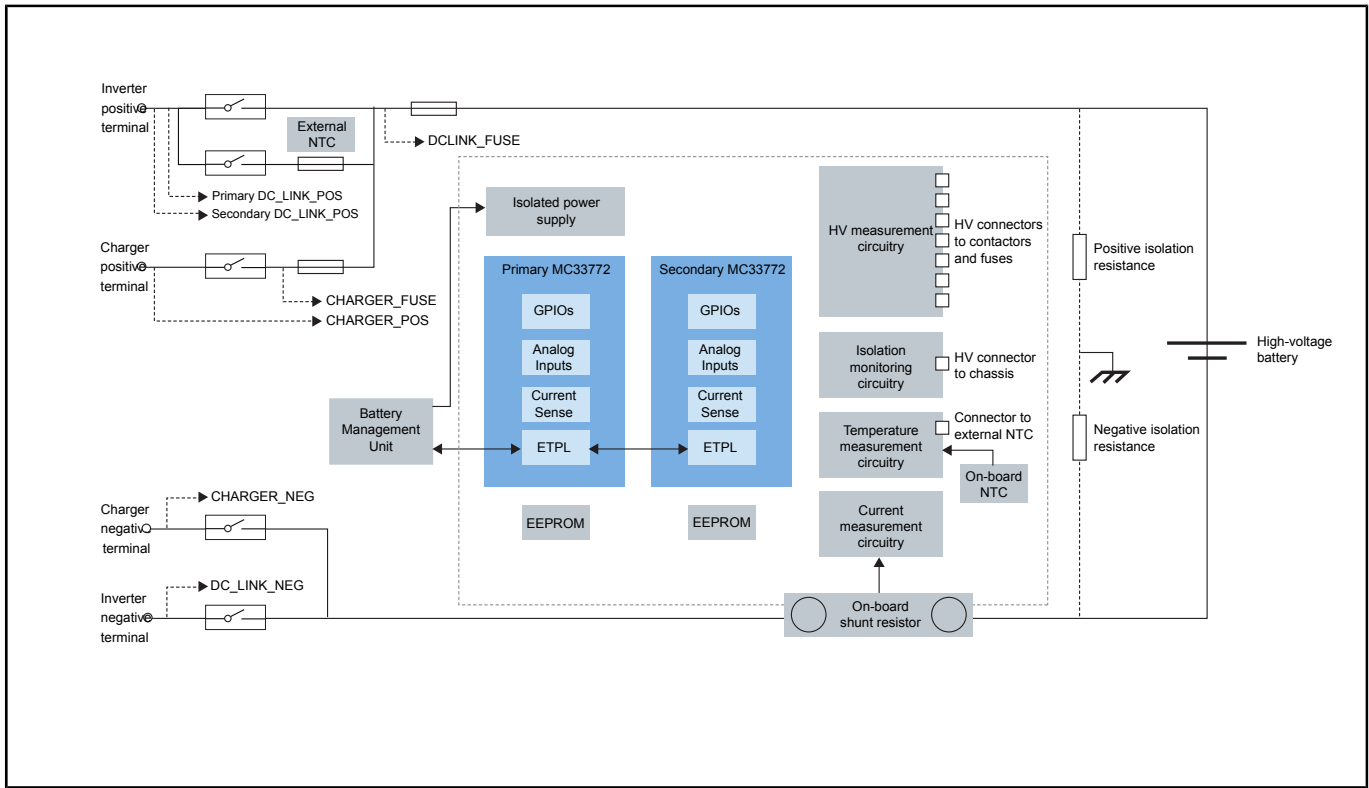 Inverter
positive
terminal
External
NTC
DCLINK_FUSE
Primary DC_LINK_POS
Secondary DC_LINK_POS
Charger
positive
terminal
CHARGER_FUSE
CHARGER_POS
Isolated power
supply
Primary MC33772
GPIOs
Analog
Inputs
Current
Sense
ETPL
EEPROM
Secondary MC33772
GPIOs
Analog
Inputs
Current
Sense
ETPL
EEPROM
Battery
Management
Unit
HV measurement
circuitry
HV connectors
to contactors
and fuses
Isolation
monitoring
circuitry
HV connector
to chassis
Temperature
measurement
circuitry
Connector to
external NTC
On-board
NTC
Current
measurement
circuitry
On-board
shunt resistor
Positive isolation
resistance
High-voltage
battery
Negative isolation
resistance
CHARGER_NEG
Charger
negative
terminal
DC_LINK_NEG
Inverter
negative
terminal